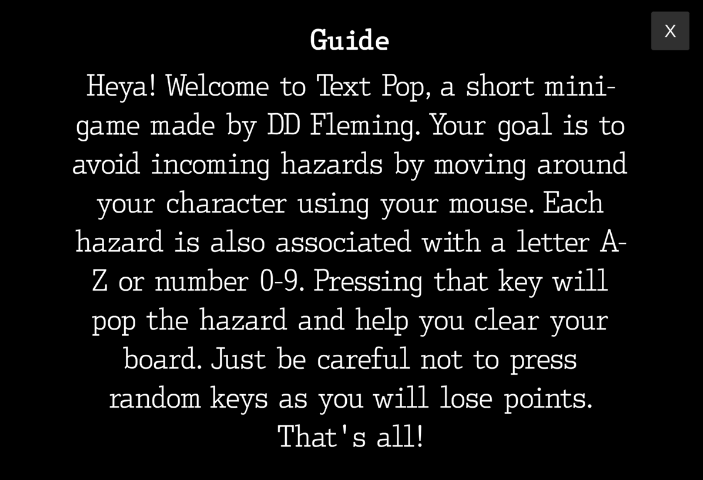 Guide
X
Heya! Welcome to Text Pop, a short mini-
game made by DD Fleming. Your goal is to
avoid incoming hazards by moving around
your character using your mouse. Each
hazard is also associated with a letter A-
Z or number 0-9. Pressing that key will
pop the hazard and help you clear your
board. Just be careful not to press
random keys as you will lose points.
That's all!